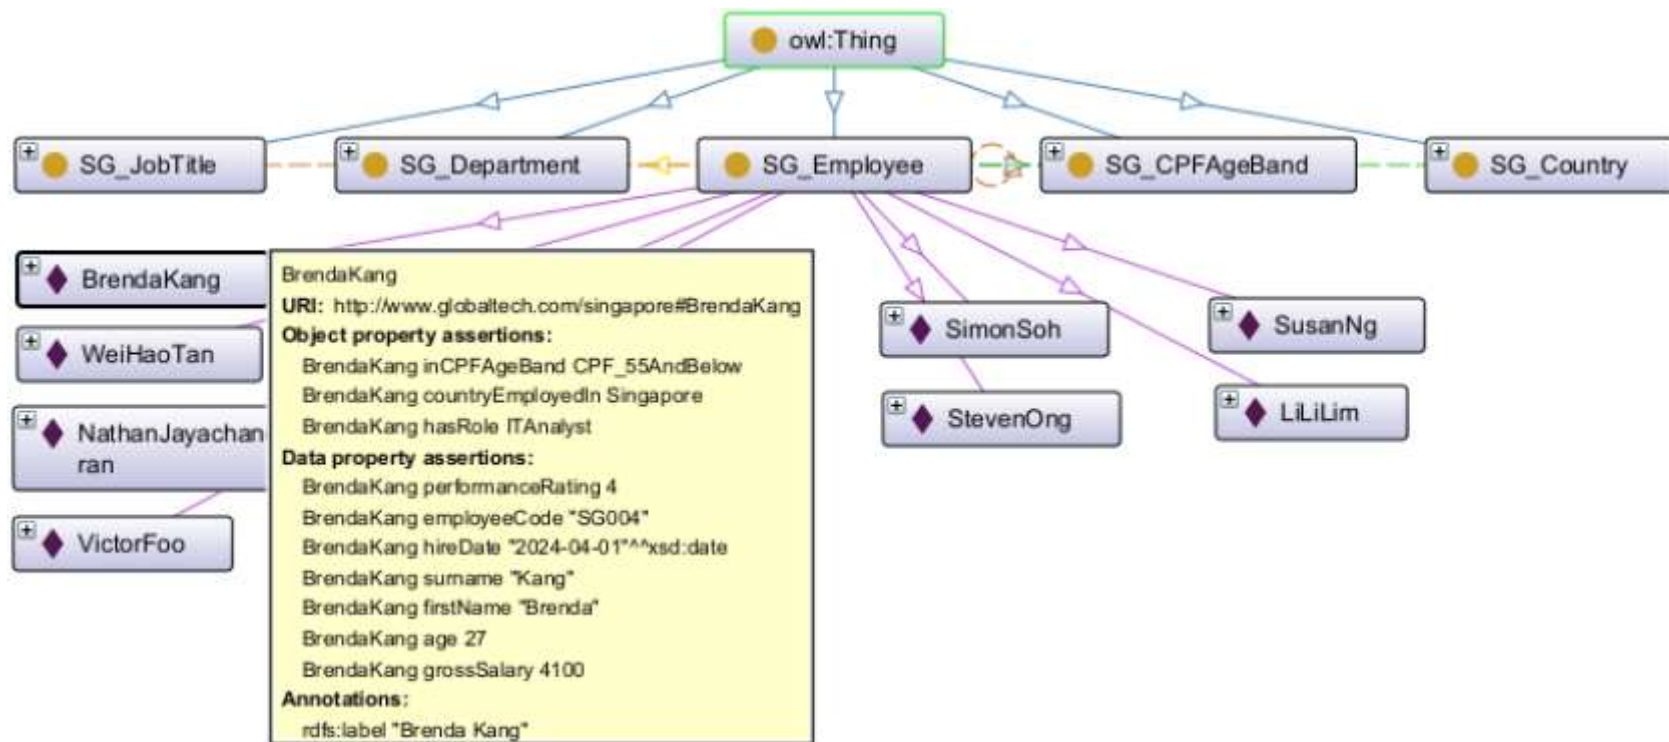 owl:Thing
SG_JobTitle
SG_Department
SG_Employee
SG_CPFAgeBand
SG_Country
BrendaKang
WeiHaoTan
NathanJayachan
ran
VictorFoo
BrendaKang
URI: http://www.globaltech.com/singapore#BrendaKang
Object property assertions:
BrendaKang inCPFAgeBand CPF_55AndBelow
BrendaKang countryEmployedIn Singapore
BrendaKang hasRole ITAnalyst
Data property assertions:
BrendaKang performanceRating 4
BrendaKang employeeCode "SG004"
BrendaKang hireDate "2024-04-01"^^xsd:date
BrendaKang surname "Kang"
BrendaKang firstName "Brenda"
BrendaKang age 27
BrendaKang grossSalary 4100
Annotations:
rdfs:label "Brenda Kang"
SimonSoh
SusanNg
StevenOng
LiLiLim